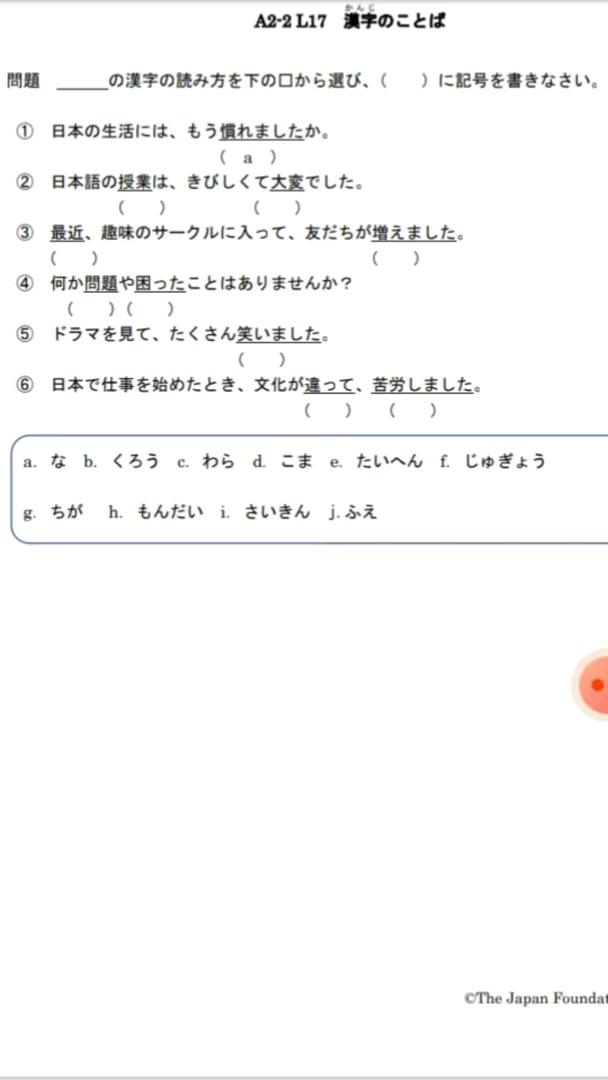 かんじ
A2-2 L17 漢字のことば
問題 ______の漢字の読み方を下の□から選び、（ ）に記号を書きなさい。
① 日本の生活には、もう慣れましたか。
（ a ）
② 日本語の授業は、きびしくて大変でした。
（ ） （ ）
③ 最近、趣味のサークルに入って、友だちが増えました。
（ ） （ ）
④ 何か問題や困ったことはありませんか？
（ ）（ ）
⑤ ドラマを見て、たくさん笑いました。
（ ）
⑥ 日本で仕事を始めたとき、文化が違って、苦労しました。
（ ） （ ）
a. な b. くろう c. わら d. こま e. たいへん f. じゅぎょう
g. ちが h. もんだい i. さいきん j. ふえ
©The Japan Foundat